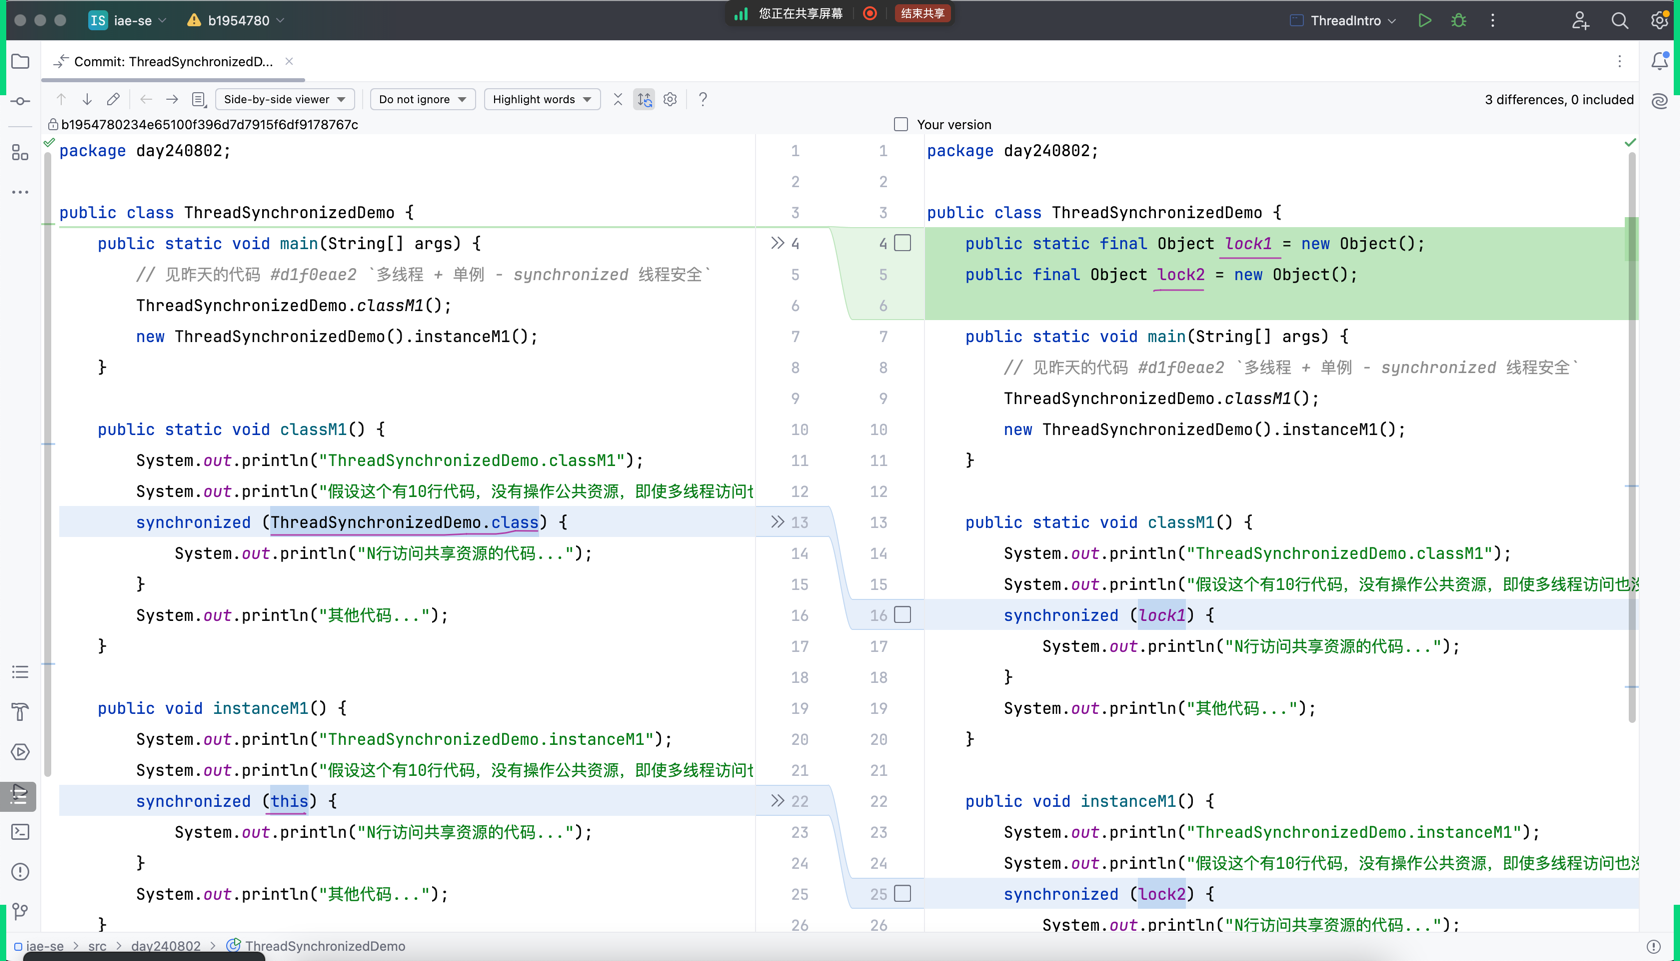 IS iae-se b1954780 您正在共享屏幕 结束共享 ThreadIntro
Commit: ThreadSynchronizedD...
Side-by-side viewer Do not ignore Highlight words ? 3 differences, 0 included
b1954780234e65100f396d7d7915f6df9178767c
package day240802;
public class ThreadSynchronizedDemo {
public static void main(String[] args) {
// 见昨天的代码 #d1f0eae2 `多线程 + 单例 - synchronized 线程安全`
ThreadSynchronizedDemo.classM1();
new ThreadSynchronizedDemo().instanceM1();
}
public static void classM1() {
System.out.println("ThreadSynchronizedDemo.classM1");
System.out.println("假设这个有10行代码，没有操作公共资源，即使多线程访问
synchronized (ThreadSynchronizedDemo.class) {
System.out.println("N行访问共享资源的代码...");
}
System.out.println("其他代码...");
}
public void instanceM1() {
System.out.println("ThreadSynchronizedDemo.instanceM1");
System.out.println("假设这个有10行代码，没有操作公共资源，即使多线程访问
synchronized (this) {
System.out.println("N行访问共享资源的代码...");
}
System.out.println("其他代码...");
}
1 1
2 2
3 3
4 4
5 5
6 6
7 7
8 8
9 9
10 10
11 11
12 12
13 13
14 14
15 15
16 16
17 17
18 18
19 19
20 20
21 21
22 22
23 23
24 24
25 25
26 26
Your version
package day240802;
public class ThreadSynchronizedDemo {
public static final Object lock1 = new Object();
public final Object lock2 = new Object();
public static void main(String[] args) {
// 见昨天的代码 #d1f0eae2 `多线程 + 单例 - synchronized 线程安全`
ThreadSynchronizedDemo.classM1();
new ThreadSynchronizedDemo().instanceM1();
}
public static void classM1() {
System.out.println("ThreadSynchronizedDemo.classM1");
System.out.println("假设这个有10行代码，没有操作公共资源，即使多线程访问也
synchronized (lock1) {
System.out.println("N行访问共享资源的代码...");
}
System.out.println("其他代码...");
}
public void instanceM1() {
System.out.println("ThreadSynchronizedDemo.instanceM1");
System.out.println("假设这个有10行代码，没有操作公共资源，即使多线程访问也
synchronized (lock2) {
System.out.println("N行访问共享资源的代码...");
iae-se > src > day240802 > ThreadSynchronizedDemo